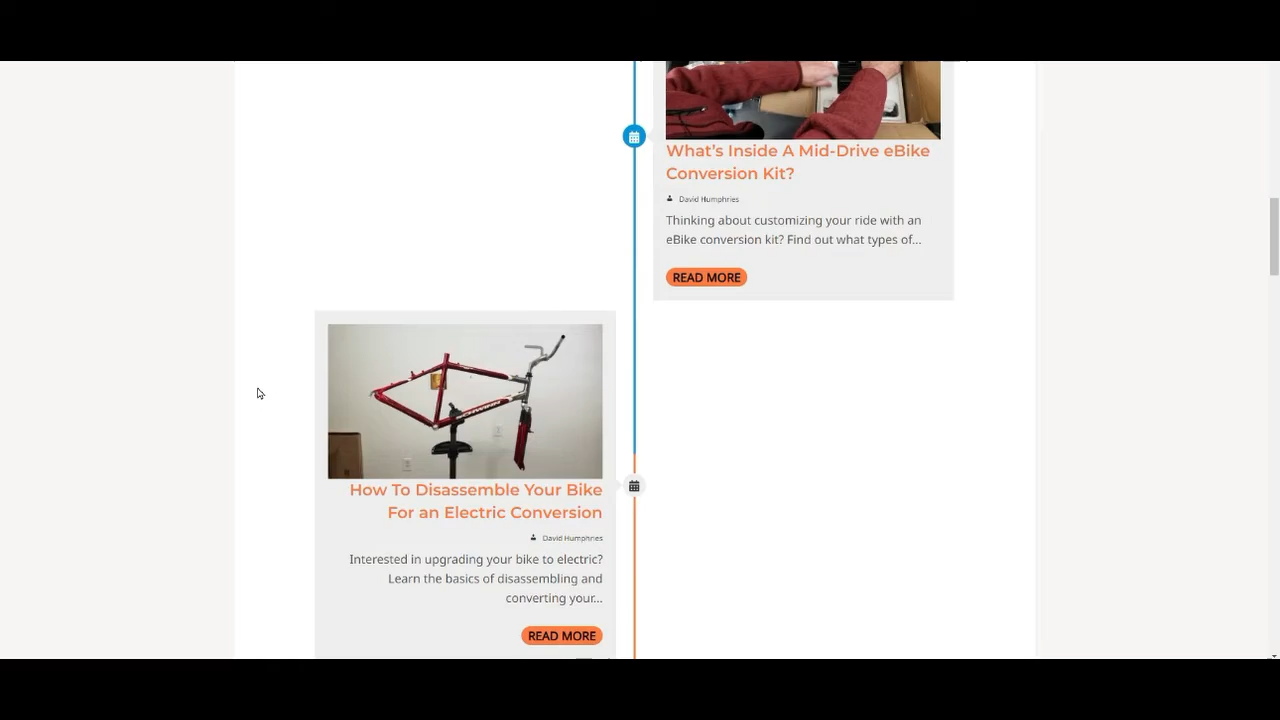 What’s Inside A Mid-Drive eBike
Conversion Kit?
David Humphries
Thinking about customizing your ride with an
eBike conversion kit? Find out what types of...
READ MORE
SCHWINN
How To Disassemble Your Bike
For an Electric Conversion
David Humphries
Interested in upgrading your bike to electric?
Learn the basics of disassembling and
converting your...
READ MORE